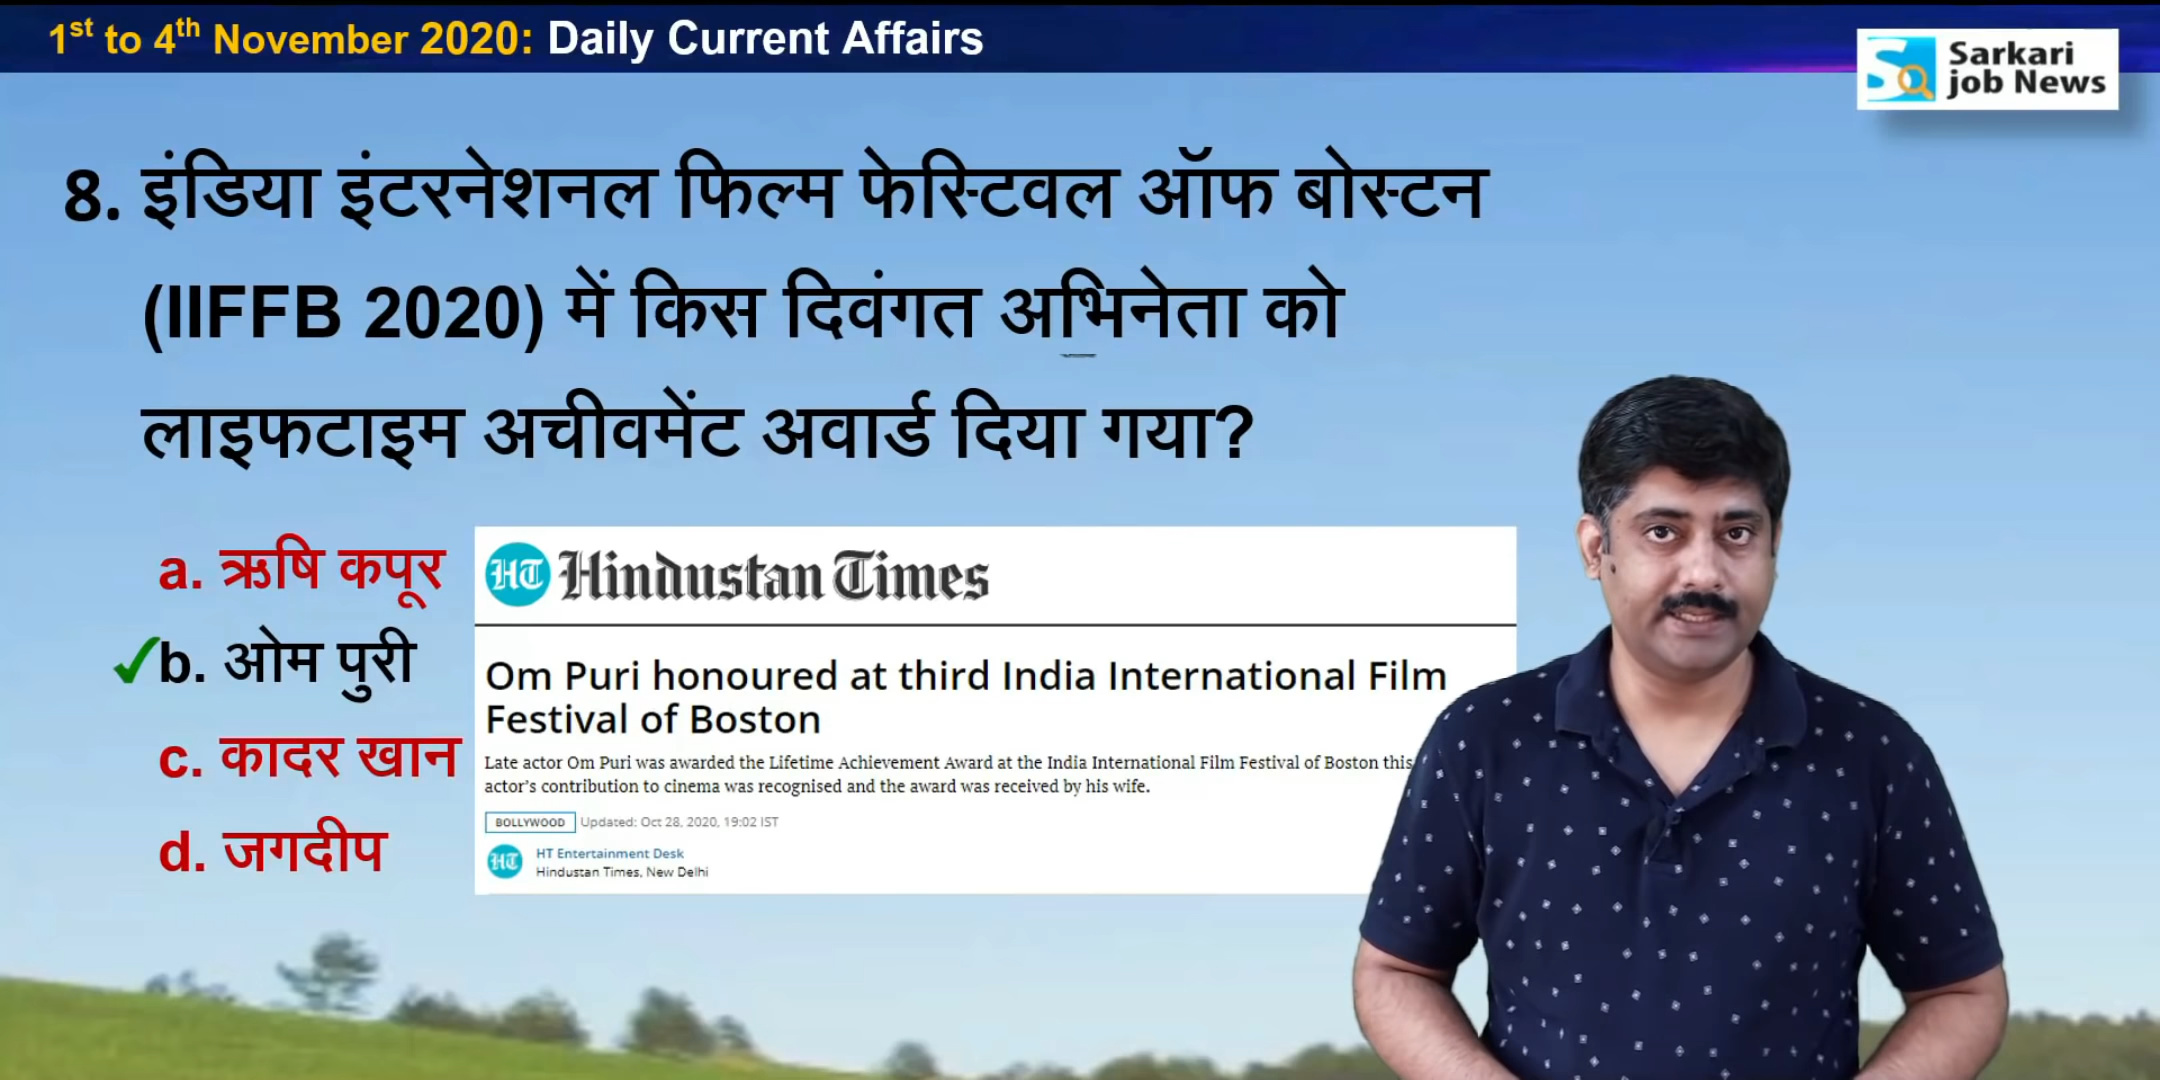 1st to 4th November 2020: Daily Current Affairs
Sarkari
job News
8. इंडिया इंटरनेशनल फिल्म फेस्टिवल ऑफ बोस्टन
(IIFFB 2020) में किस दिवंगत अभिनेता को
लाइफटाइम अचीवमेंट अवार्ड दिया गया?
a. ऋषि कपूर
✓b. ओम पुरी
c. कादर खान
d. जगदीप
HT Hindustan Times
Om Puri honoured at third India International Film
Festival of Boston
Late actor Om Puri was awarded the Lifetime Achievement Award at the India International Film Festival of Boston this
actor's contribution to cinema was recognised and the award was received by his wife.
BOLLYWOOD Updated: Oct 28, 2020, 19:02 IST
HT HT Entertainment Desk
Hindustan Times, New Delhi